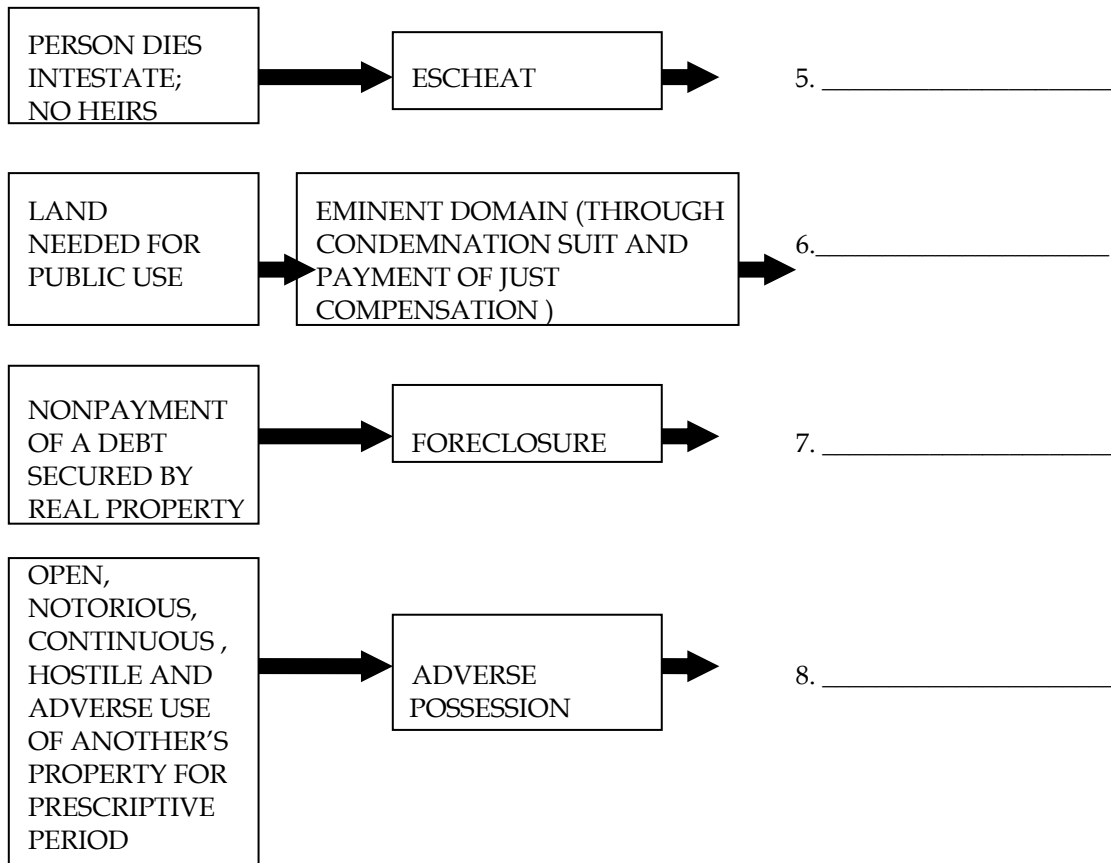 PERSON DIES
INTESTATE;
NO HEIRS
ESCHEAT
5. ______________________
LAND
NEEDED FOR
PUBLIC USE
EMINENT DOMAIN (THROUGH
CONDEMNATION SUIT AND
PAYMENT OF JUST
COMPENSATION )
6.______________________
NONPAYMENT
OF A DEBT
SECURED BY
REAL PROPERTY
FORECLOSURE
7. ______________________
OPEN,
NOTORIOUS,
CONTINUOUS ,
HOSTILE AND
ADVERSE USE
OF ANOTHER’S
PROPERTY FOR
PRESCRIPTIVE
PERIOD
ADVERSE
POSSESSION
8. ______________________